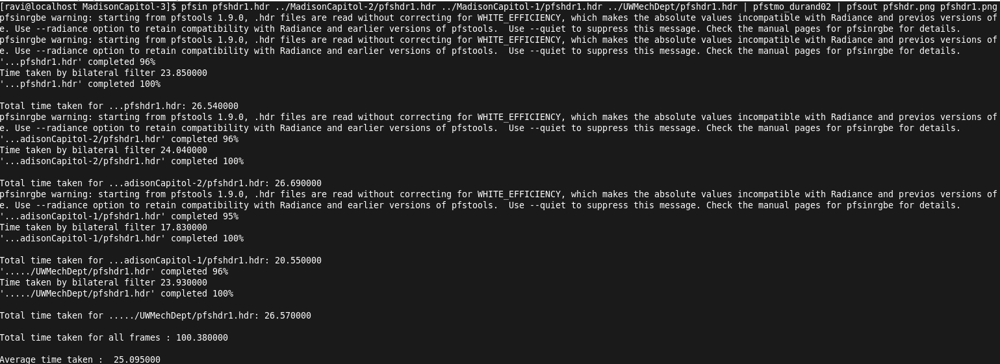 [ravi@localhost MadisonCapitol-3]$ pfsin pfshdr1.hdr ../MadisonCapitol-2/pfshdr1.hdr ../MadisonCapitol-1/pfshdr1.hdr ../UWMechDept/pfshdr1.hdr | pfstmo_durand02 | pfsout pfshdr.png pfshdr1.png
pfsinrgbe warning: starting from pfstools 1.9.0, .hdr files are read without correcting for WHITE_EFFICIENCY, which makes the absolute values incompatible with Radiance and previos versions of
e. Use --radiance option to retain compatibility with Radiance and earlier versions of pfstools.  Use --quiet to suppress this message. Check the manual pages for pfsinrgbe for details.
pfsinrgbe warning: starting from pfstools 1.9.0, .hdr files are read without correcting for WHITE_EFFICIENCY, which makes the absolute values incompatible with Radiance and previos versions of
e. Use --radiance option to retain compatibility with Radiance and earlier versions of pfstools.  Use --quiet to suppress this message. Check the manual pages for pfsinrgbe for details.
'...pfshdr1.hdr' completed 96%
Time taken by bilateral filter 23.850000
'...pfshdr1.hdr' completed 100%
Total time taken for ...pfshdr1.hdr: 26.540000
pfsinrgbe warning: starting from pfstools 1.9.0, .hdr files are read without correcting for WHITE_EFFICIENCY, which makes the absolute values incompatible with Radiance and previos versions of
e. Use --radiance option to retain compatibility with Radiance and earlier versions of pfstools.  Use --quiet to suppress this message. Check the manual pages for pfsinrgbe for details.
'...adisonCapitol-2/pfshdr1.hdr' completed 96%
Time taken by bilateral filter 24.040000
'...adisonCapitol-2/pfshdr1.hdr' completed 100%
Total time taken for ...adisonCapitol-2/pfshdr1.hdr: 26.690000
pfsinrgbe warning: starting from pfstools 1.9.0, .hdr files are read without correcting for WHITE_EFFICIENCY, which makes the absolute values incompatible with Radiance and previos versions of
e. Use --radiance option to retain compatibility with Radiance and earlier versions of pfstools.  Use --quiet to suppress this message. Check the manual pages for pfsinrgbe for details.
'...adisonCapitol-1/pfshdr1.hdr' completed 95%
Time taken by bilateral filter 17.830000
'...adisonCapitol-1/pfshdr1.hdr' completed 100%
Total time taken for ...adisonCapitol-1/pfshdr1.hdr: 20.550000
'...../UWMechDept/pfshdr1.hdr' completed 96%
Time taken by bilateral filter 23.930000
'...../UWMechDept/pfshdr1.hdr' completed 100%
Total time taken for ...../UWMechDept/pfshdr1.hdr: 26.570000
Total time taken for all frames : 100.380000
Average time taken :  25.095000